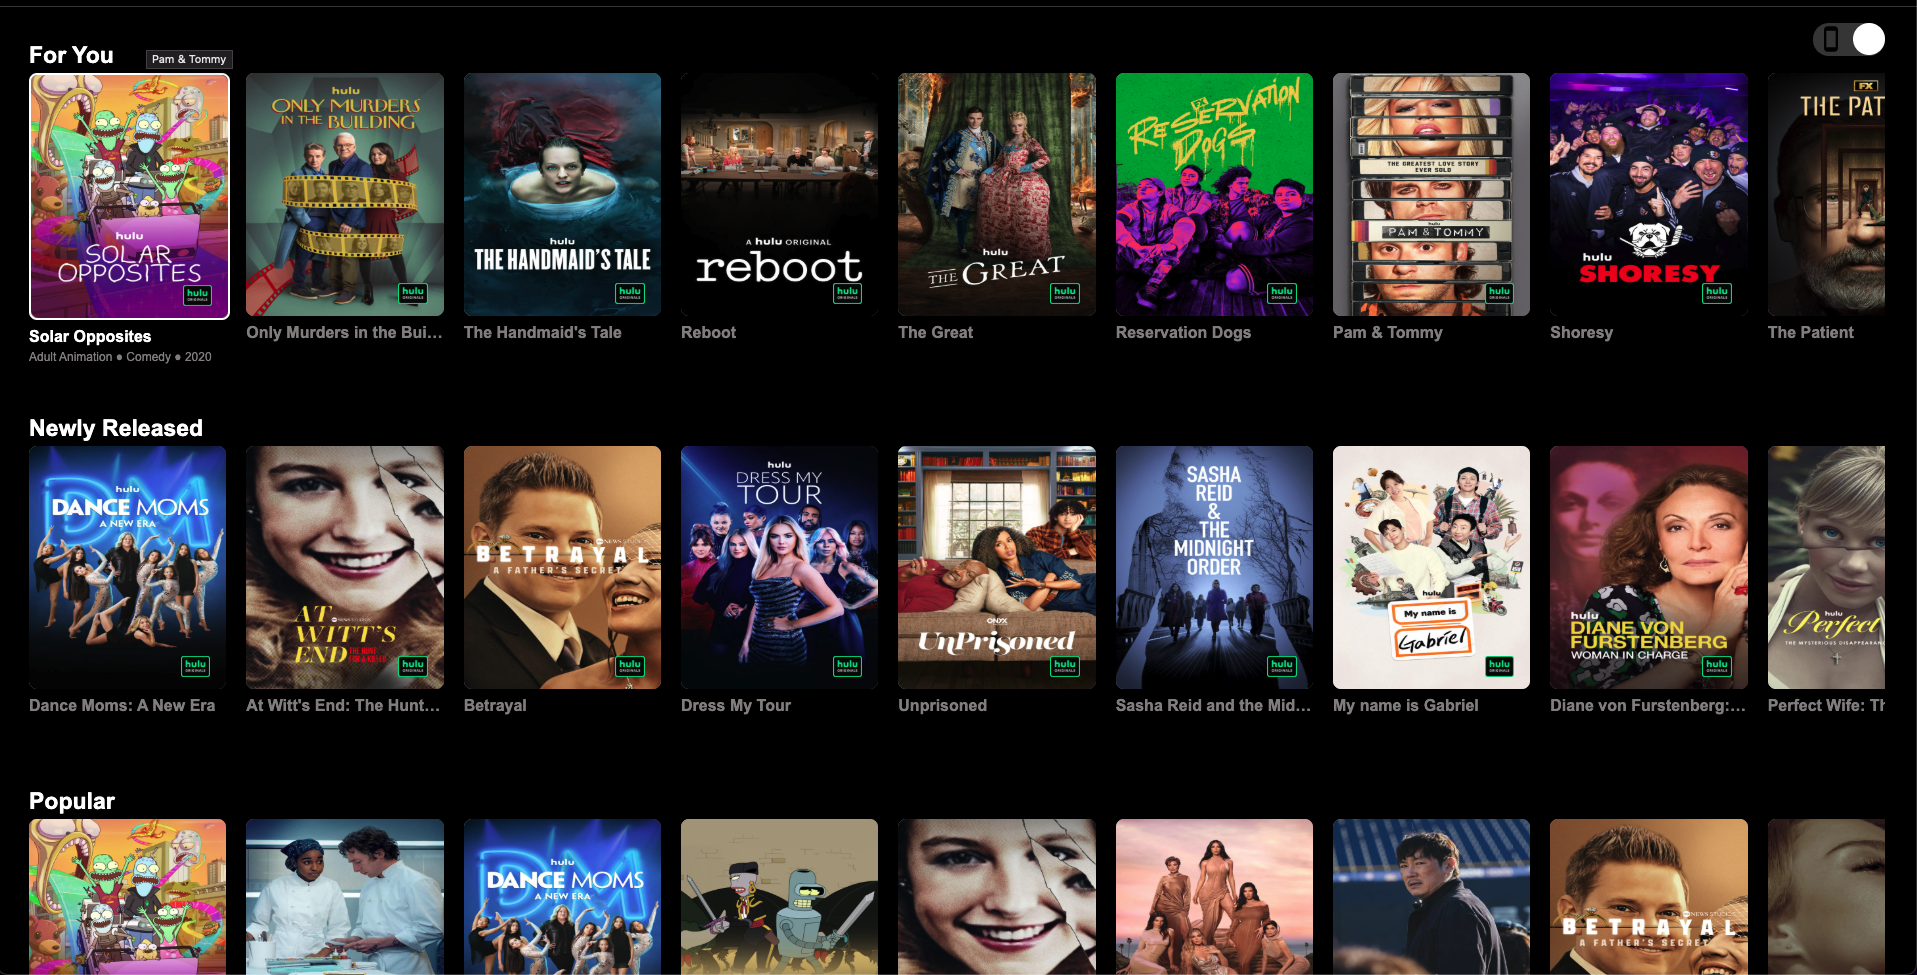 For You
Pam & Tommy
hulu
SOLAR
OPPOSITES
hulu
ORIGINALS
Solar Opposites
Adult Animation ● Comedy ● 2020
hulu
ONLY MURDERS
IN THE BUILDING
hulu
ORIGINALS
Only Murders in the Bui...
hulu
THE HANDMAID'S TALE
hulu
ORIGINALS
The Handmaid's Tale
A hulu ORIGINAL
reboot
hulu
ORIGINALS
Reboot
hulu
THE GREAT
hulu
ORIGINALS
The Great
FX
RESERVATION
DOGS
hulu
ORIGINALS
Reservation Dogs
THE GREATEST LOVE STORY
EVER SOLD
hulu
PAM & TOMMY
hulu
ORIGINALS
Pam & Tommy
hulu
SHORESY
hulu
ORIGINALS
Shoresy
FX
THE PAT
The Patient
Newly Released
hulu
DANCE MOMS
A NEW ERA
hulu
ORIGINALS
Dance Moms: A New Era
NEWS STUDIOS
AT
WITT'S
END
THE HUNT
FOR A KILLER
hulu
ORIGINALS
At Witt's End: The Hunt...
NEWS STUDIOS
BETRAYAL
A FATHER'S SECRET
hulu
ORIGINALS
Betrayal
hulu
DRESS MY
TOUR
hulu
ORIGINALS
Dress My Tour
ONYX
UnPrisoned
hulu
ORIGINALS
Unprisoned
SASHA
REID
&
THE
MIDNIGHT
ORDER
hulu
ORIGINALS
Sasha Reid and the Mid...
hulu
My name is
Gabriel
hulu
ORIGINALS
My name is Gabriel
hulu
DIANE VON
FURSTENBERG
WOMAN IN CHARGE
hulu
ORIGINALS
Diane von Furstenberg:...
hulu
Perfect
THE MYSTERIOUS DISAPPEARAN
Perfect Wife: Th
Popular
hulu
DANCE MOMS
A NEW ERA
NEWS STUDIOS
BETRAYAL
A FATHER'S SECRET